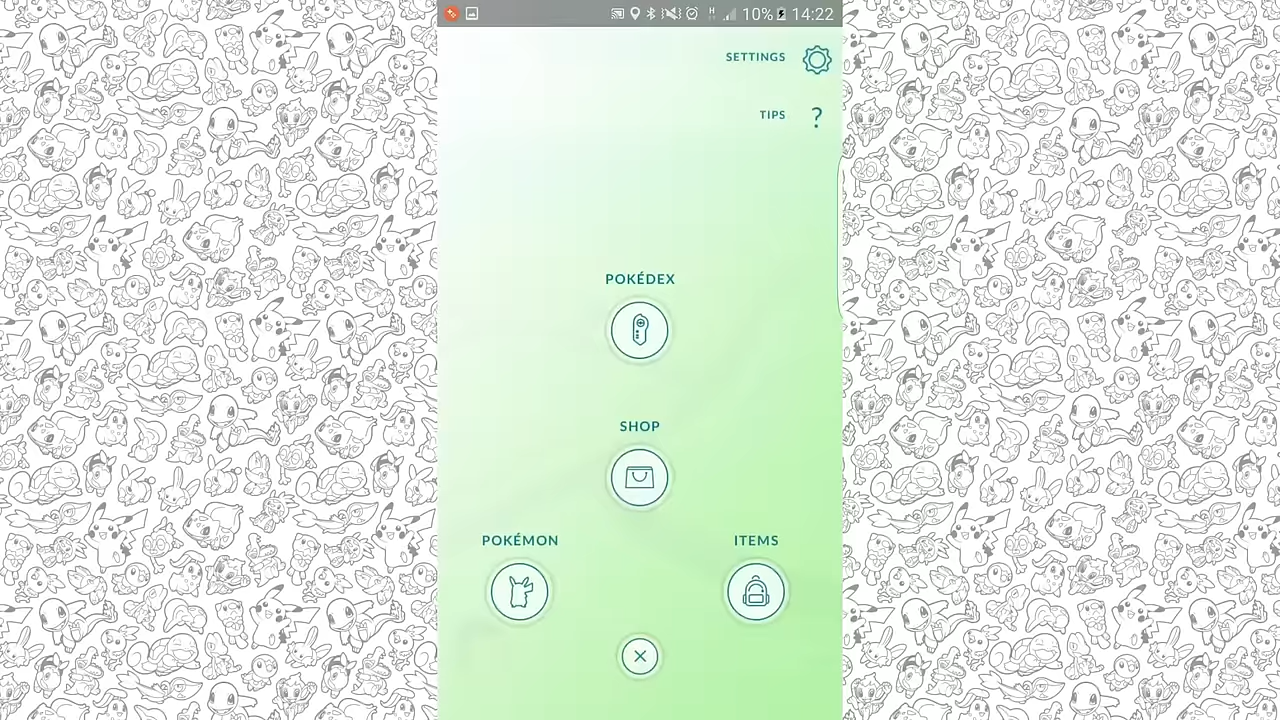 H 10% 14:22
SETTINGS
TIPS ?
POKÉDEX
SHOP
POKÉMON ITEMS